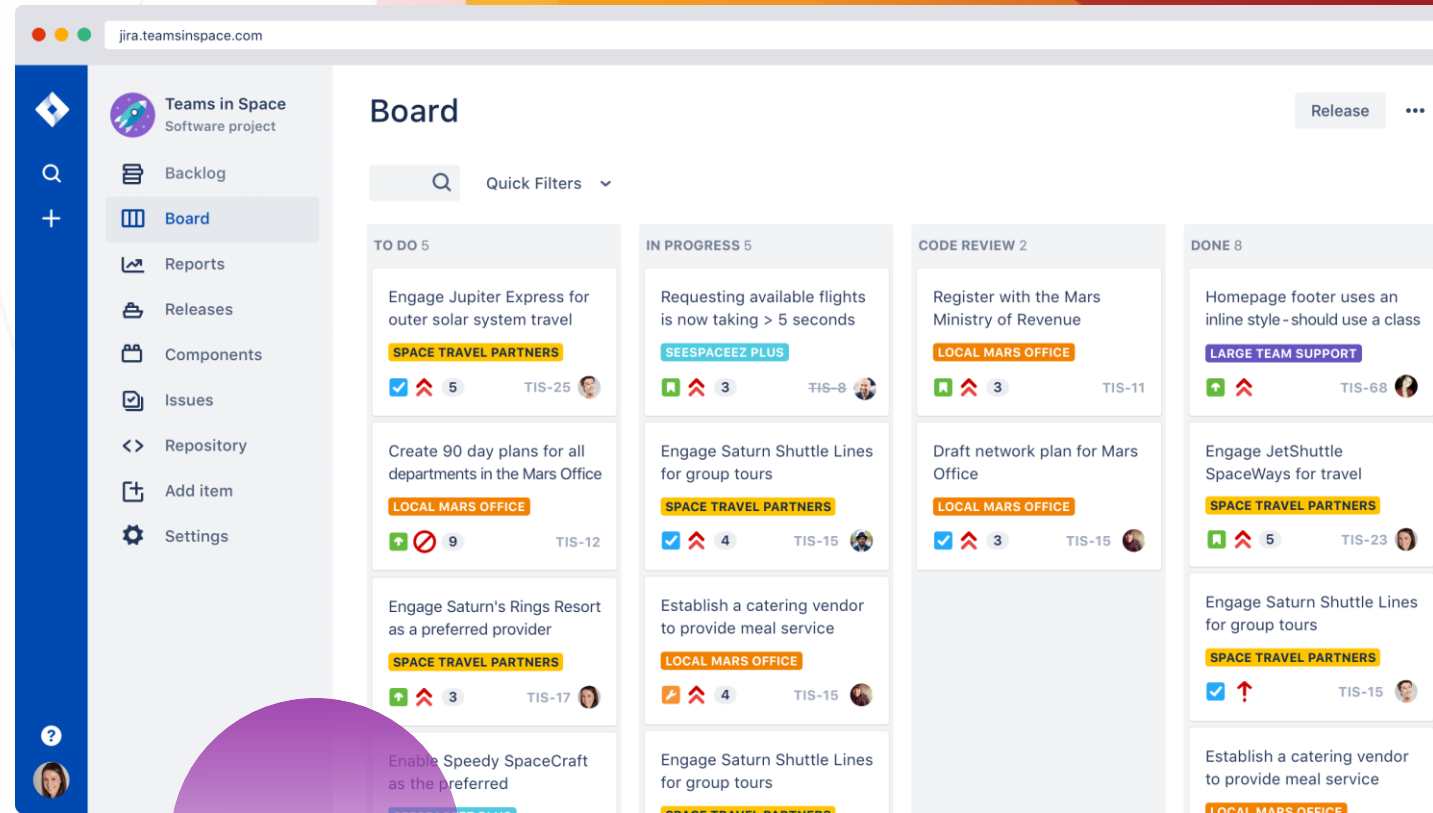 jira.teamsinspace.com
Teams in Space
Software project
Backlog
Board
Reports
Releases
Components
Issues
Repository
Add item
Settings
Board
Release
Quick Filters
TO DO 5
Engage Jupiter Express for
outer solar system travel
SPACE TRAVEL PARTNERS
5 TIS-25
Create 90 day plans for all
departments in the Mars Office
LOCAL MARS OFFICE
9 TIS-12
Engage Saturn's Rings Resort
as a preferred provider
SPACE TRAVEL PARTNERS
3 TIS-17
Enable Speedy SpaceCraft
as the preferred
IN PROGRESS 5
Requesting available flights
is now taking > 5 seconds
SEESPACEEZ PLUS
3 TIS-8
Engage Saturn Shuttle Lines
for group tours
SPACE TRAVEL PARTNERS
4 TIS-15
Establish a catering vendor
to provide meal service
LOCAL MARS OFFICE
4 TIS-15
Engage Saturn Shuttle Lines
for group tours
SPACE TRAVEL PARTNERS
CODE REVIEW 2
Register with the Mars
Ministry of Revenue
LOCAL MARS OFFICE
3 TIS-11
Draft network plan for Mars
Office
LOCAL MARS OFFICE
3 TIS-15
DONE 8
Homepage footer uses an
inline style - should use a class
LARGE TEAM SUPPORT
TIS-68
Engage JetShuttle
SpaceWays for travel
SPACE TRAVEL PARTNERS
5 TIS-23
Engage Saturn Shuttle Lines
for group tours
SPACE TRAVEL PARTNERS
TIS-15
Establish a catering vendor
to provide meal service
LOCAL MARS OFFICE